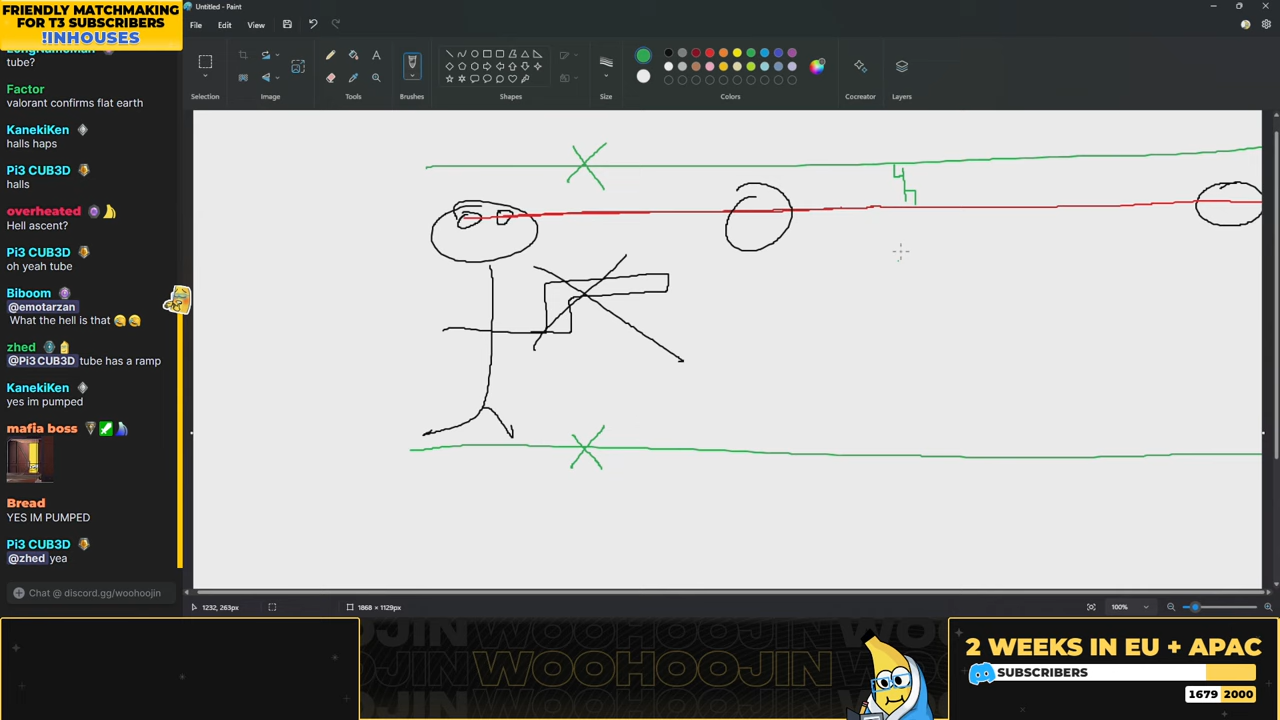 FRIENDLY MATCHMAKING
FOR T3 SUBSCRIBERS
!INHOUSES
tube?
Factor
valorant confirms flat earth
KanekiKen
halls haps
Pi3 CUB3D
halls
overheated
Hell ascent?
Pi3 CUB3D
oh yeah tube
Biboom
@emotarzan
What the hell is that
zhed
@Pi3 CUB3D tube has a ramp
KanekiKen
yes im pumped
mafia boss
Bread
YES IM PUMPED
Pi3 CUB3D
@zhed yea
Chat @ discord.gg/woohoojin
Untitled - Paint
File Edit View
Selection Image Tools Brushes Shapes Size Colors Cocreator Layers
1232, 263px
1868 × 1129px
100%
WOOHOOJIN
2 WEEKS IN EU + APAC
SUBSCRIBERS
1679 2000